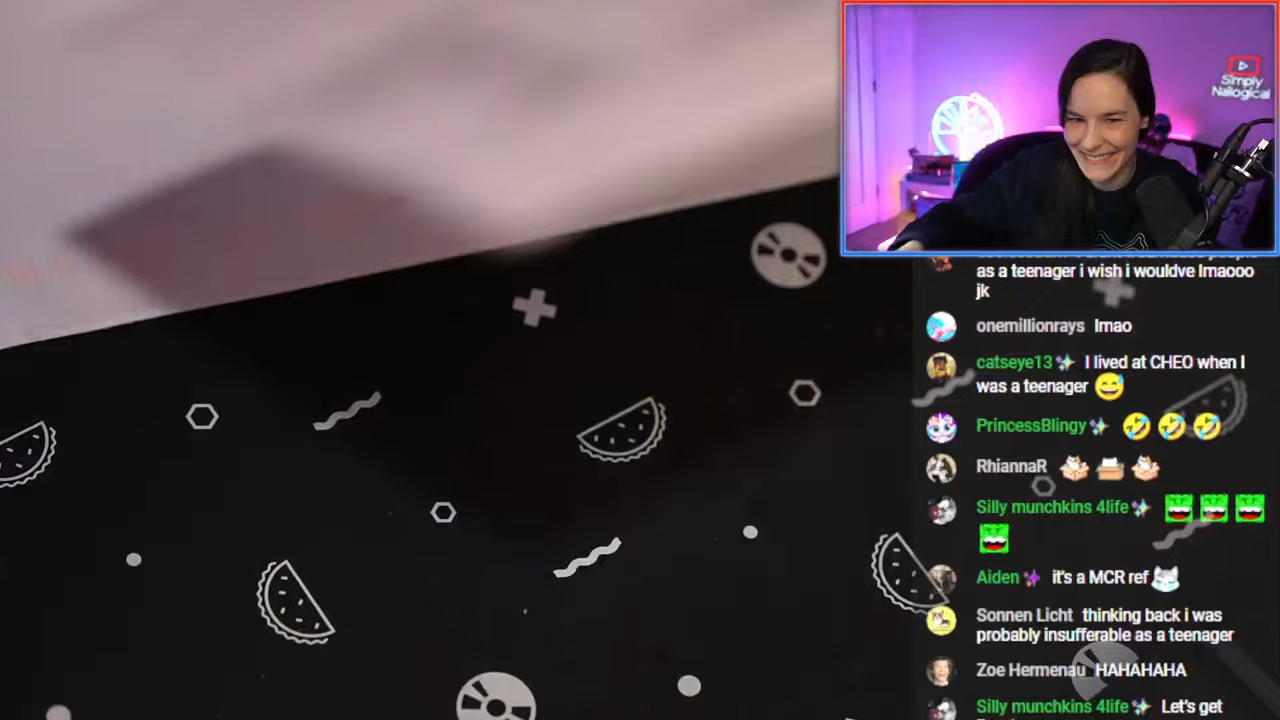 Simply
Nailogical
as a teenager i wish i wouldve lmaooo
jk
onemillionrays lmao
catseye13 I lived at CHEO when I
was a teenager
PrincessBlingy
RhiannaR
Silly munchkins 4life
Aiden it's a MCR ref
Sonnen Licht thinking back i was
probably insufferable as a teenager
Zoe Hermenau HAHAHAHA
Silly munchkins 4life Let's get